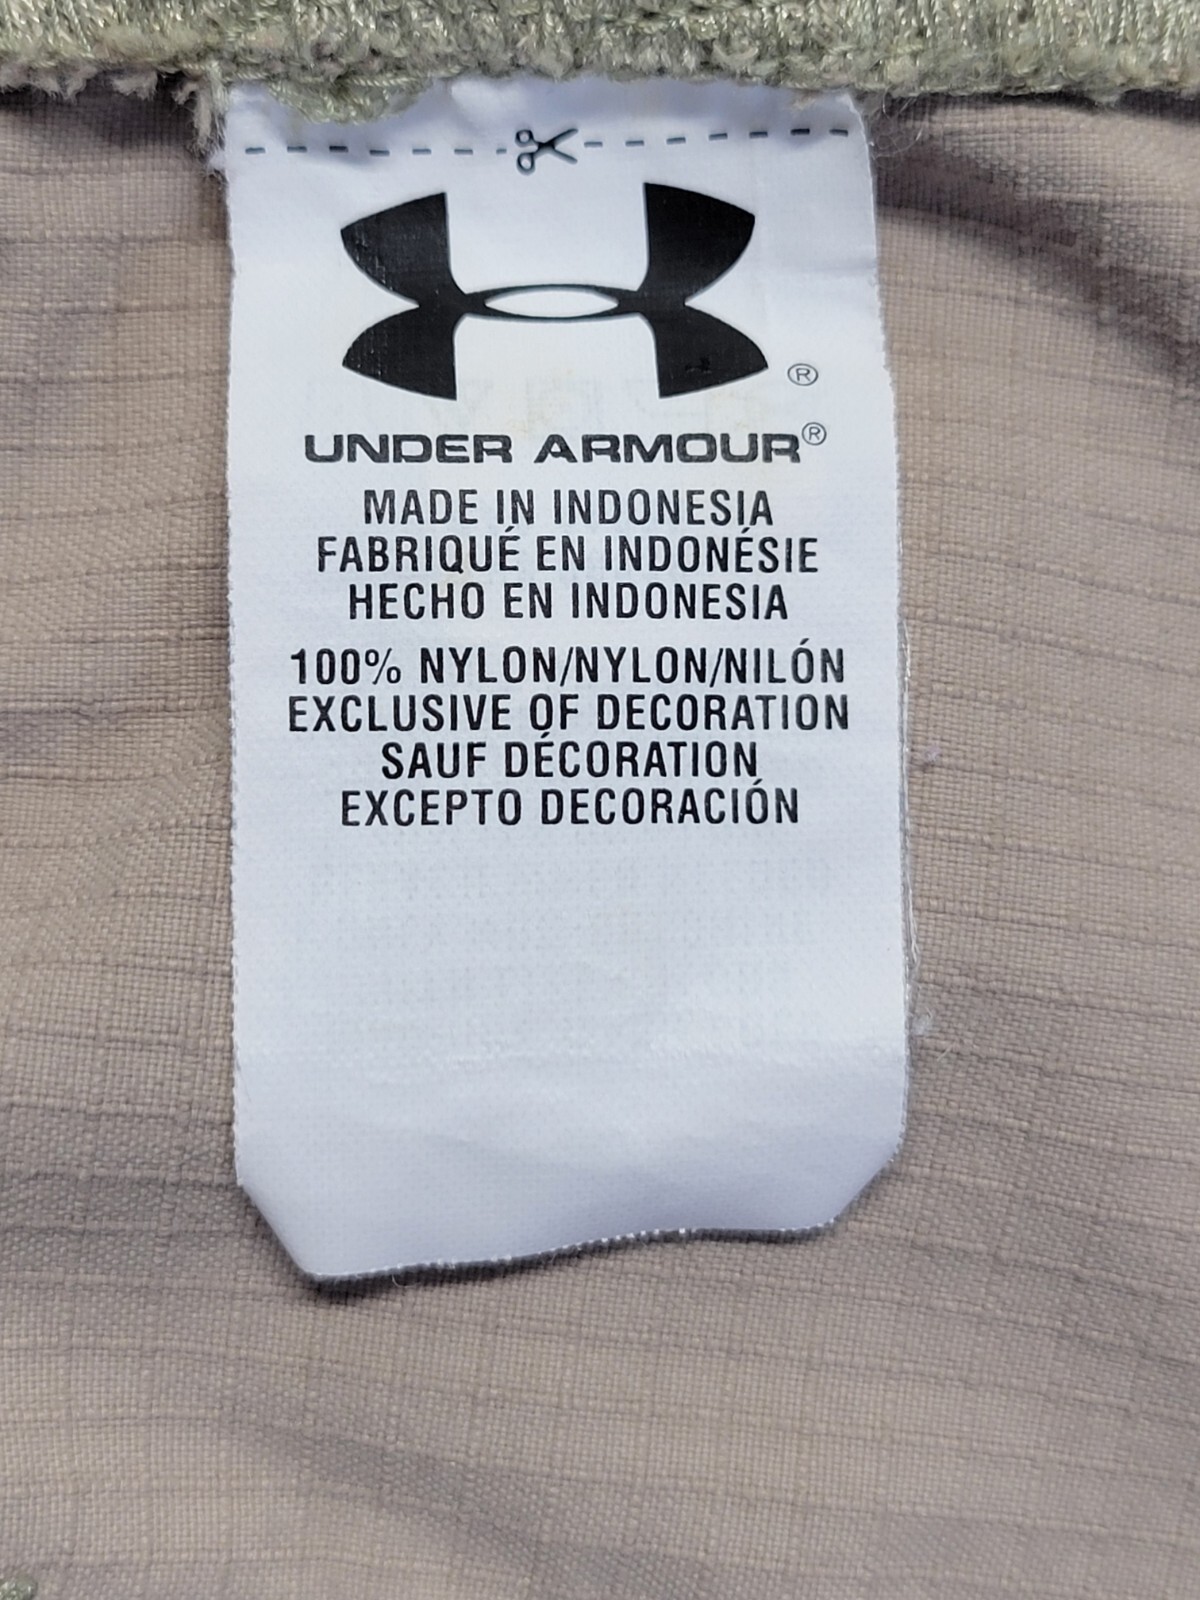 ®
UNDER ARMOUR®
MADE IN INDONESIA
FABRIQUÉ EN INDONÉSIE
HECHO EN INDONESIA
100% NYLON/NYLON/NILÓN
EXCLUSIVE OF DECORATION
SAUF DÉCORATION
EXCEPTO DECORACIÓN